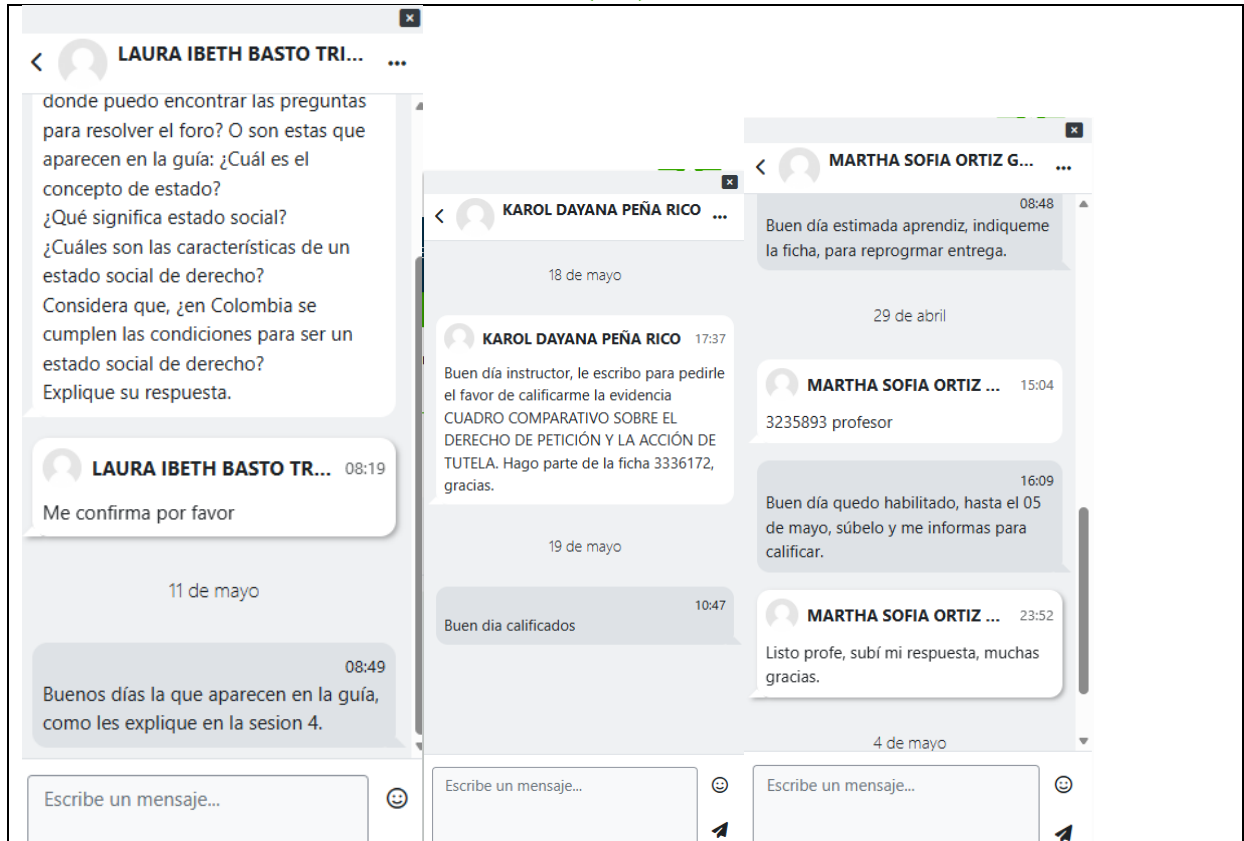 LAURA IBETH BASTO TRI...
donde puedo encontrar las preguntas
para resolver el foro? O son estas que
aparecen en la guía: ¿Cuál es el
concepto de estado?
¿Qué significa estado social?
¿Cuáles son las características de un
estado social de derecho?
Considera que, ¿en Colombia se
cumplen las condiciones para ser un
estado social de derecho?
Explique su respuesta.
LAURA IBETH BASTO TR... 08:19
Me confirma por favor
11 de mayo
08:49
Buenos días la que aparecen en la guía,
como les explique en la sesion 4.
Escribe un mensaje...
KAROL DAYANA PEÑA RICO
18 de mayo
KAROL DAYANA PEÑA RICO 17:37
Buen día instructor, le escribo para pedirle
el favor de calificarme la evidencia
CUADRO COMPARATIVO SOBRE EL
DERECHO DE PETICIÓN Y LA ACCIÓN DE
TUTELA. Hago parte de la ficha 3336172,
gracias.
19 de mayo
10:47
Buen dia calificados
Escribe un mensaje...
MARTHA SOFIA ORTIZ G...
08:48
Buen día estimada aprendiz, indiqueme
la ficha, para reprogrmar entrega.
29 de abril
MARTHA SOFIA ORTIZ ... 15:04
3235893 profesor
16:09
Buen día quedo habilitado, hasta el 05
de mayo, súbelo y me informas para
calificar.
MARTHA SOFIA ORTIZ ... 23:52
Listo profe, subí mi respuesta, muchas
gracias.
4 de mayo
Escribe un mensaje...